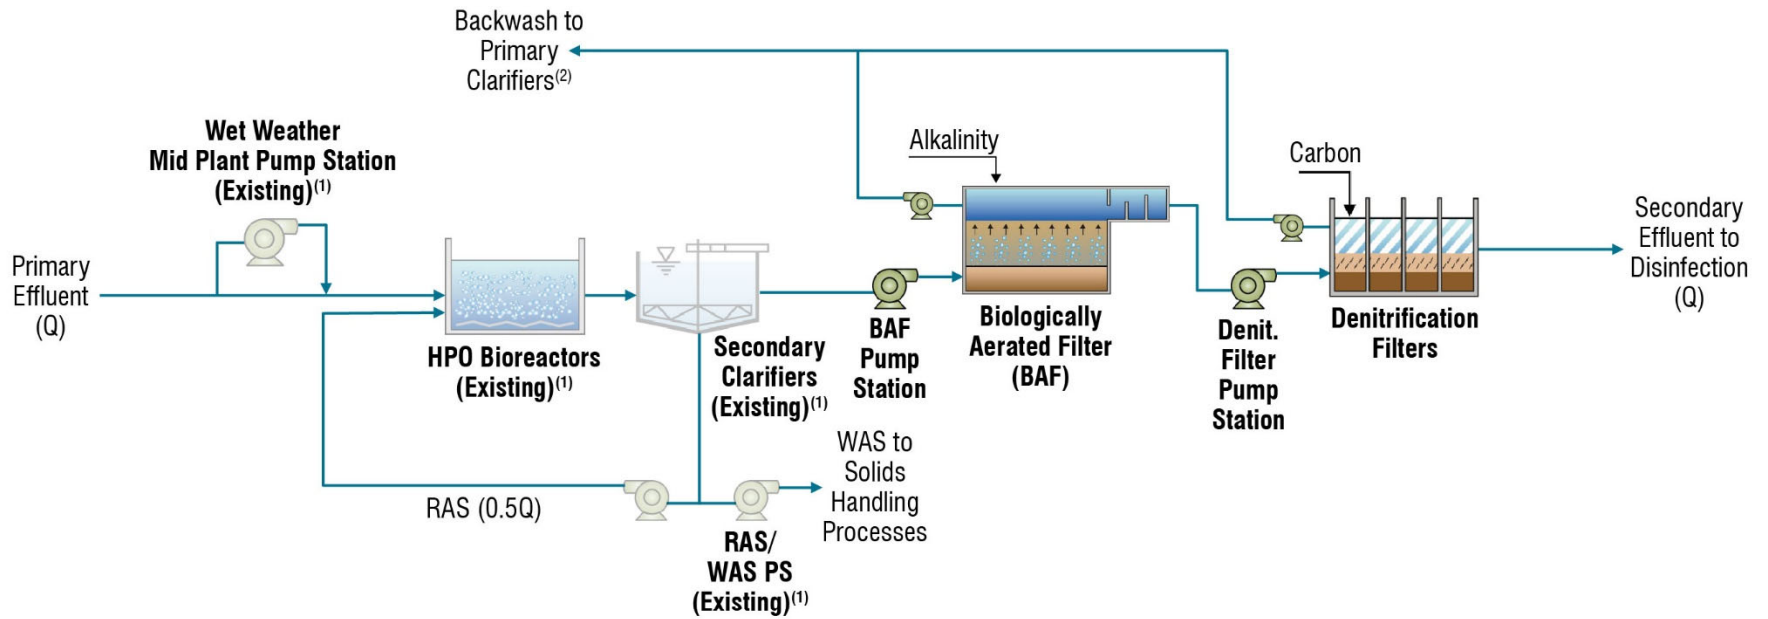 Backwash to
Primary
Clarifiers(2)
Wet Weather
Mid Plant Pump Station
(Existing)(1)
Alkalinity
Carbon
Primary
Effluent
(Q)
Secondary
Effluent to
Disinfection
(Q)
HPO Bioreactors
(Existing)(1)
Secondary
Clarifiers
(Existing)(1)
BAF
Pump
Station
Biologically
Aerated Filter
(BAF)
Denit.
Filter
Pump
Station
Denitrification
Filters
RAS (0.5Q)
WAS to
Solids
Handling
Processes
RAS/
WAS PS
(Existing)(1)